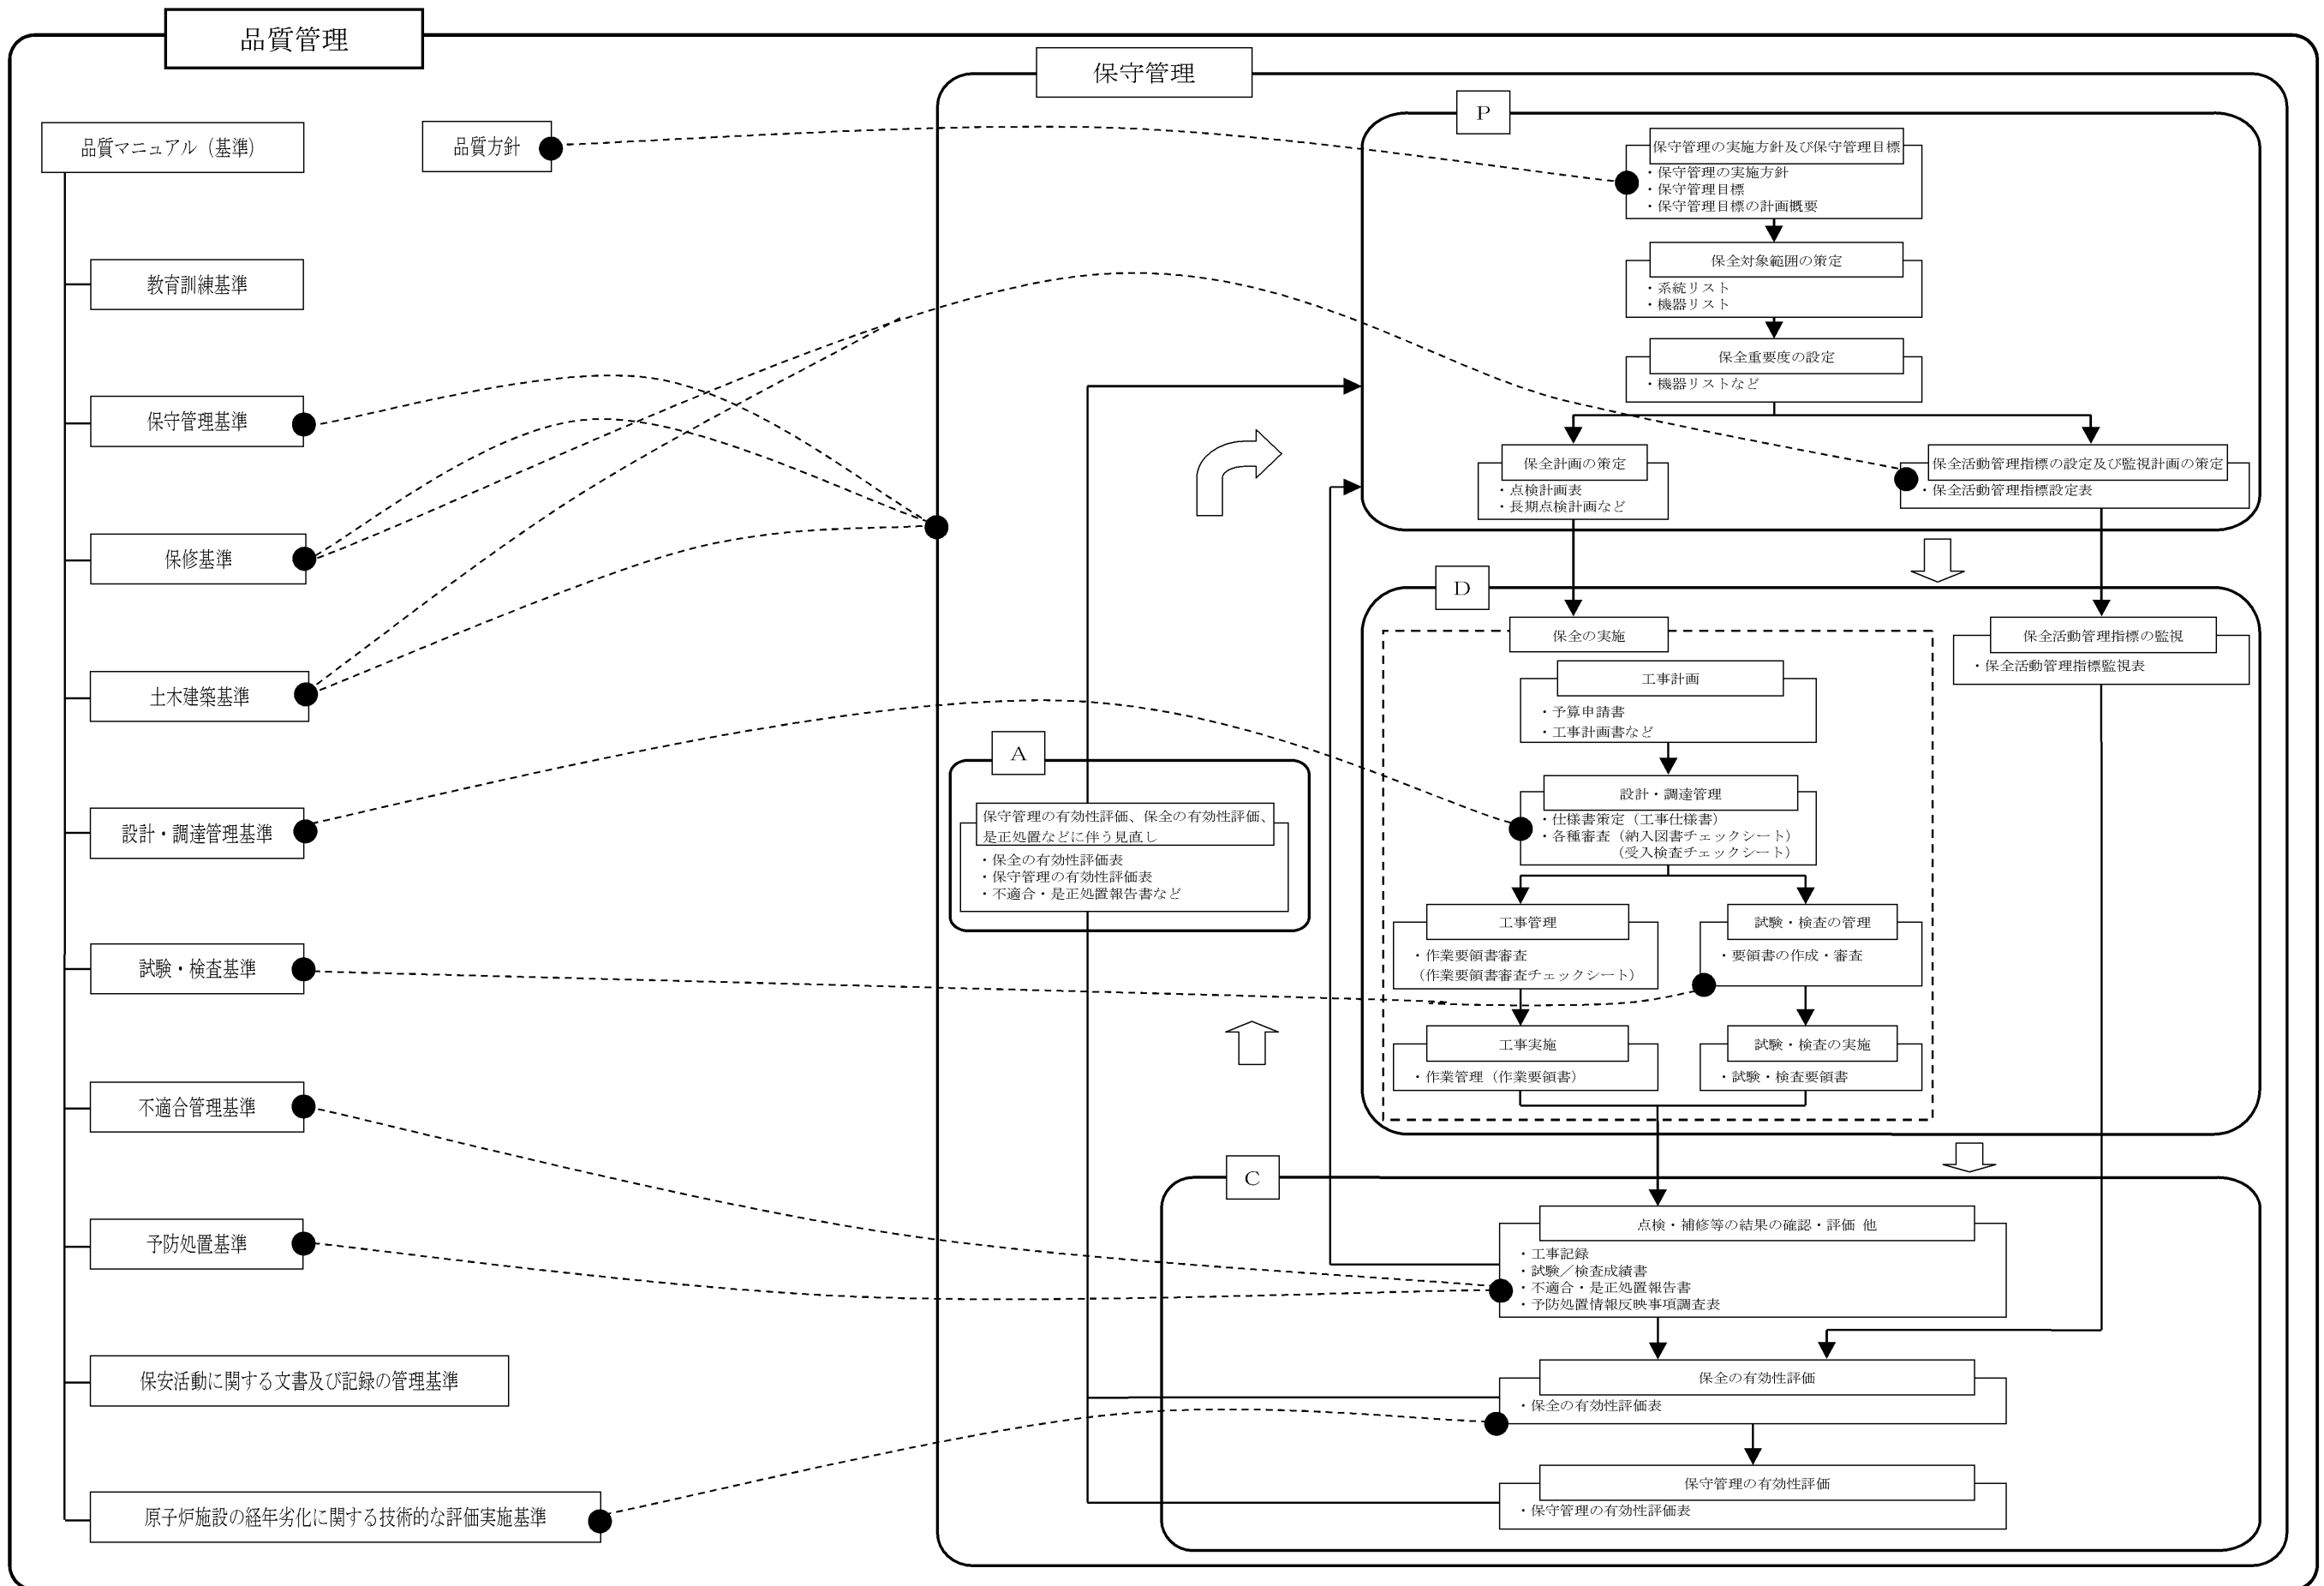 品質管理
品質マニュアル（基準）
品質方針
教育訓練基準
保守管理基準
保修基準
土木建築基準
設計・調達管理基準
試験・検査基準
不適合管理基準
予防処置基準
保安活動に関する文書及び記録の管理基準
原子炉施設の経年劣化に関する技術的な評価実施基準
保守管理
P
保守管理の実施方針及び保守管理目標
・保守管理の実施方針
・保守管理目標
・保守管理目標の計画概要
保全対象範囲の策定
・系統リスト
・機器リスト
保全重要度の設定
・機器リストなど
保全計画の策定
・点検計画表
・長期点検計画など
保全活動管理指標の設定及び監視計画の策定
・保全活動管理指標設定表
D
保全の実施
工事計画
・予算申請書
・工事計画書など
設計・調達管理
・仕様書策定（工事仕様書）
・各種審査（納入図書チェックシート）
（受入検査チェックシート）
工事管理
・作業要領書審査
（作業要領書審査チェックシート）
試験・検査の管理
・要領書の作成・審査
工事実施
・作業管理（作業要領書）
試験・検査の実施
・試験・検査要領書
保全活動管理指標の監視
・保全活動管理指標監視表
C
点検・補修等の結果の確認・評価 他
・工事記録
・試験／検査成績書
・不適合・是正処置報告書
・予防処置情報反映事項調査表
保全の有効性評価
・保全の有効性評価表
保守管理の有効性評価
・保守管理の有効性評価表
A
保守管理の有効性評価、保全の有効性評価、
是正処置などに伴う見直し
・保全の有効性評価表
・保守管理の有効性評価表
・不適合・是正処置報告書など